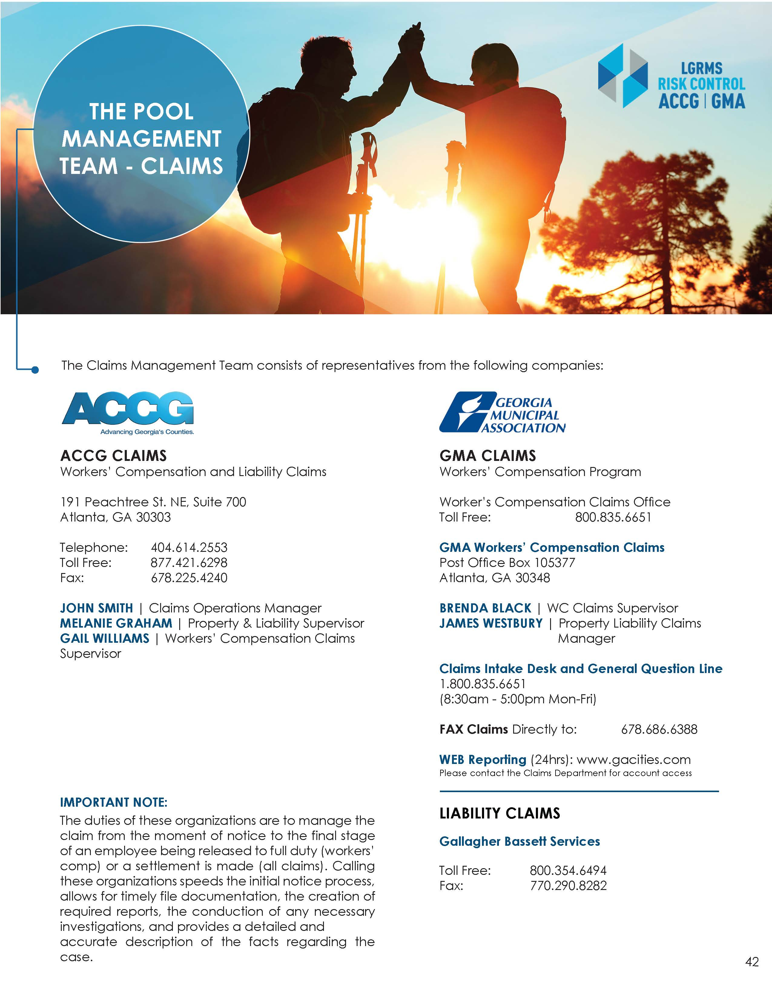 THE POOL
MANAGEMENT
TEAM - CLAIMS
LGRMS
RISK CONTROL
ACCG | GMA
The Claims Management Team consists of representatives from the following companies:
ACCG
Advancing Georgia's Counties.
ACCG CLAIMS
Workers' Compensation and Liability Claims
191 Peachtree St. NE, Suite 700
Atlanta, GA 30303
Telephone: 404.614.2553
Toll Free: 877.421.6298
Fax: 678.225.4240
JOHN SMITH | Claims Operations Manager
MELANIE GRAHAM | Property & Liability Supervisor
GAIL WILLIAMS | Workers' Compensation Claims
Supervisor
IMPORTANT NOTE:
The duties of these organizations are to manage the
claim from the moment of notice to the final stage
of an employee being released to full duty (workers'
comp) or a settlement is made (all claims). Calling
these organizations speeds the initial notice process,
allows for timely file documentation, the creation of
required reports, the conduction of any necessary
investigations, and provides a detailed and
accurate description of the facts regarding the
case.
GEORGIA
MUNICIPAL
ASSOCIATION
GMA CLAIMS
Workers' Compensation Program
Worker's Compensation Claims Office
Toll Free: 800.835.6651
GMA Workers' Compensation Claims
Post Office Box 105377
Atlanta, GA 30348
BRENDA BLACK | WC Claims Supervisor
JAMES WESTBURY | Property Liability Claims
Manager
Claims Intake Desk and General Question Line
1.800.835.6651
(8:30am - 5:00pm Mon-Fri)
FAX Claims Directly to: 678.686.6388
WEB Reporting (24hrs): www.gacities.com
Please contact the Claims Department for account access
LIABILITY CLAIMS
Gallagher Bassett Services
Toll Free: 800.354.6494
Fax: 770.290.8282
42